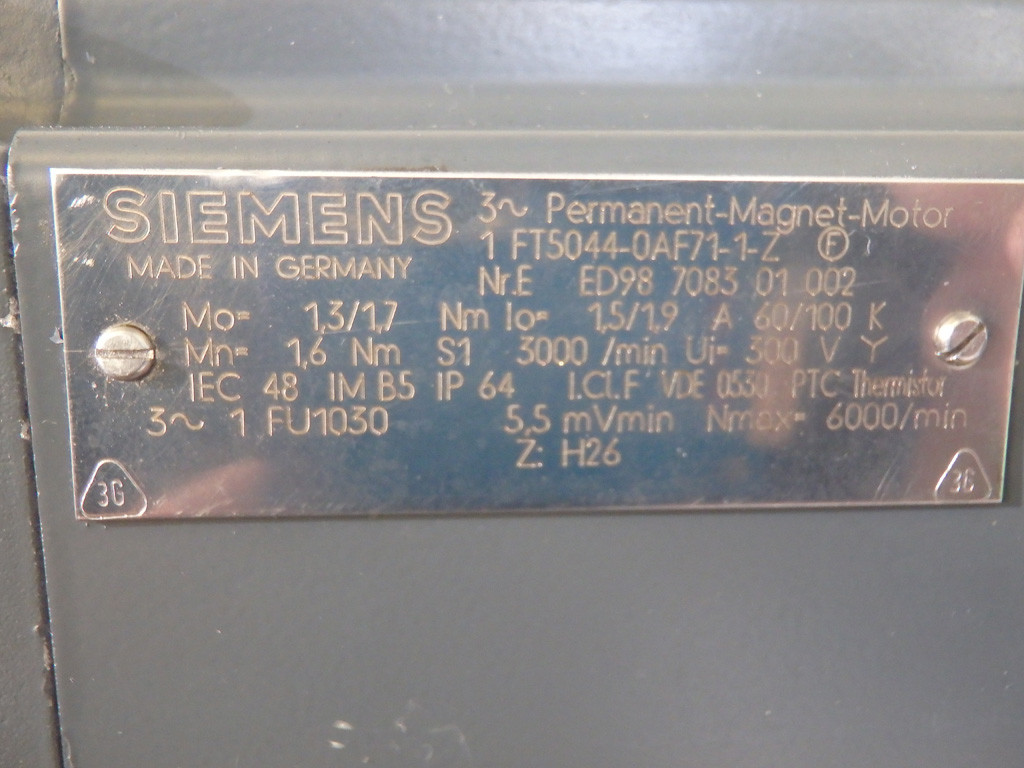 SIEMENS 3~ Permanent-Magnet-Motor
1 FT5044-0AF71-1-Z Ⓕ
MADE IN GERMANY Nr.E ED98 7083 01 002
Mo= 1,3/1,7 Nm Io= 1,5/1,9 A 60/100 K
Mn= 1,6 Nm S1 3000 /min Ui= 300 V Y
IEC 48 IM B5 IP 64 I.Cl.F VDE 0530 PTC Thermistor
3~ 1 FU1030 5,5 mVmin Nmax= 6000/min
Z: H26
3G 3G